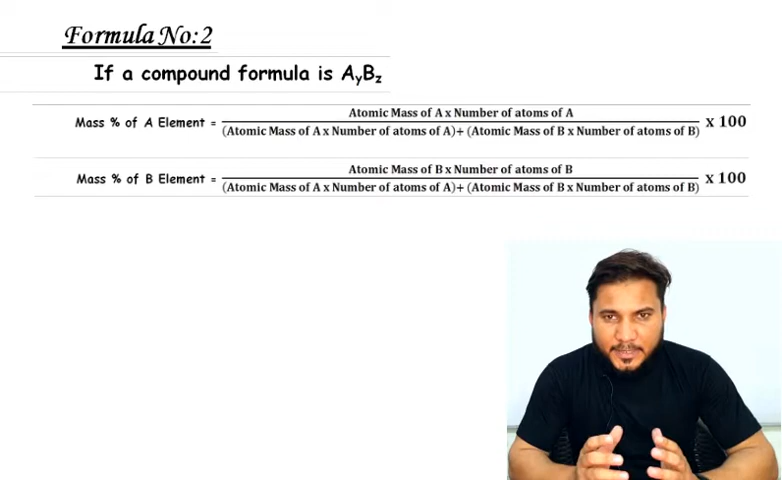 Formula No:2
If a compound formula is AyBz
Mass % of A Element = Atomic Mass of A x Number of atoms of A / (Atomic Mass of A x Number of atoms of A)+ (Atomic Mass of B x Number of atoms of B) x 100
Mass % of B Element = Atomic Mass of B x Number of atoms of B / (Atomic Mass of A x Number of atoms of A)+ (Atomic Mass of B x Number of atoms of B) x 100